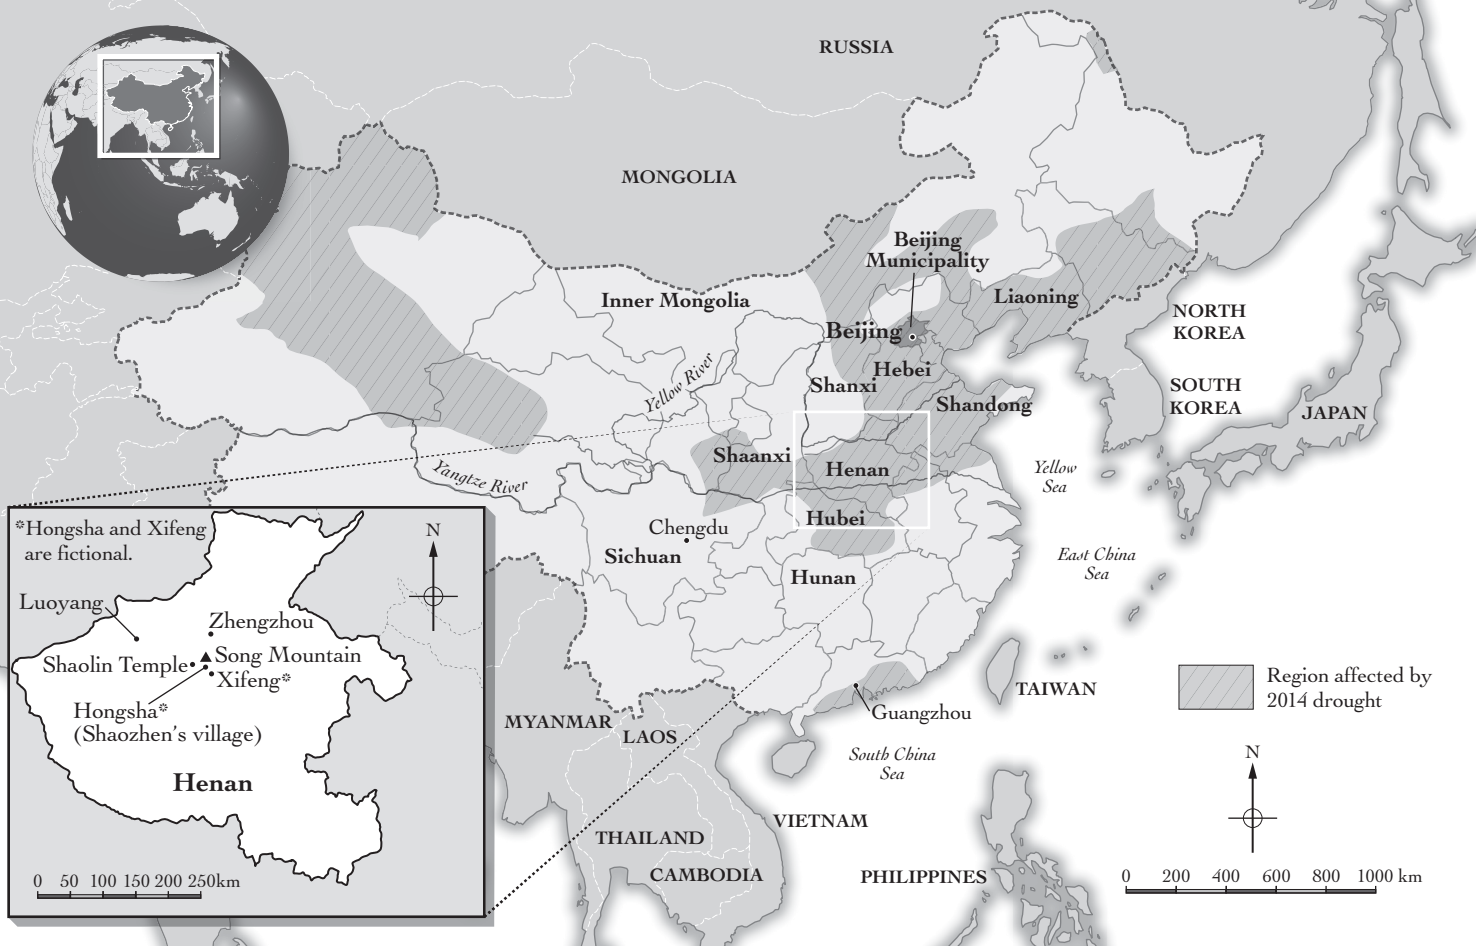 RUSSIA
MONGOLIA
Beijing
Municipality
Inner Mongolia
Liaoning
NORTH
KOREA
Beijing
Yellow River
Hebei
Shanxi
SOUTH
KOREA
Shandong
JAPAN
Shaanxi
Henan
Yellow
Sea
Yangtze River
Hubei
Chengdu
Sichuan
East China
Sea
Hunan
Region affected by
2014 drought
TAIWAN
Guangzhou
MYANMAR
LAOS
South China
Sea
N
VIETNAM
THAILAND
CAMBODIA
PHILIPPINES
0 200 400 600 800 1000 km
*Hongsha and Xifeng
are fictional.
N
Luoyang
Zhengzhou
Song Mountain
Shaolin Temple
Xifeng*
Hongsha*
(Shaozhen's village)
Henan
0 50 100 150 200 250km